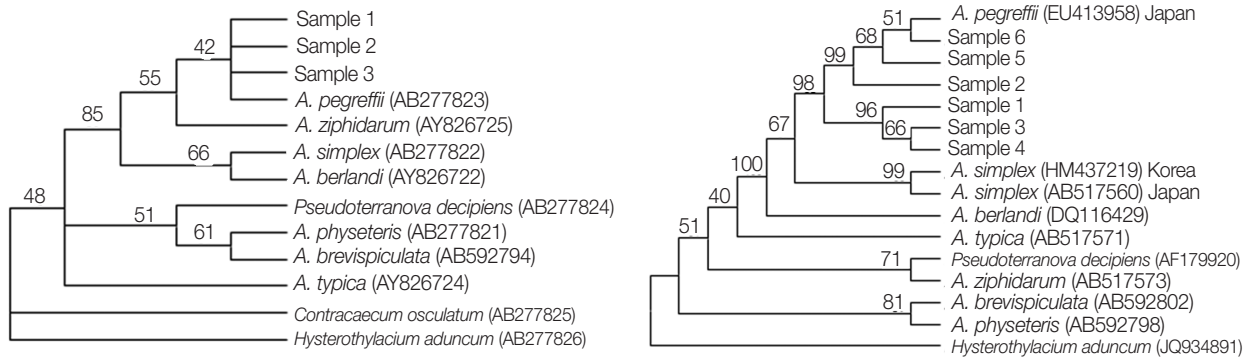 Sample 1
42
Sample 2
55
Sample 3
A. pegreffii (AB277823)
85
A. ziphidarum (AY826725)
66
A. simplex (AB277822)
A. berlandi (AY826722)
48
Pseudoterranova decipiens (AB277824)
51
A. physeteris (AB277821)
61
A. brevispiculata (AB592794)
A. typica (AY826724)
Contracaecum osculatum (AB277825)
Hysterothylacium aduncum (AB277826)
51
A. pegreffii (EU413958) Japan
68
Sample 6
99
Sample 5
98
Sample 2
96
Sample 1
66
Sample 3
67
Sample 4
100
99
A. simplex (HM437219) Korea
A. simplex (AB517560) Japan
40
A. berlandi (DQ116429)
51
A. typica (AB517571)
71
Pseudoterranova decipiens (AF179920)
A. ziphidarum (AB517573)
81
A. brevispiculata (AB592802)
A. physeteris (AB592798)
Hysterothylacium aduncum (JQ934891)